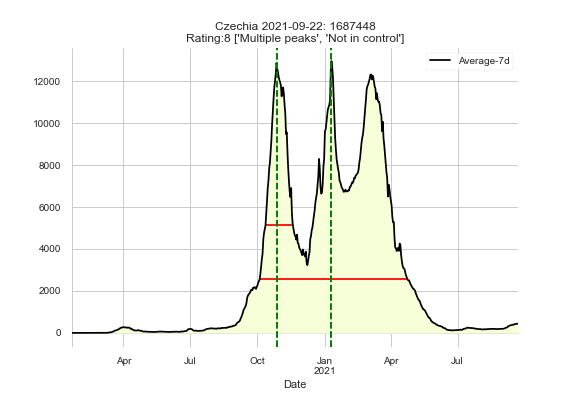 Czechia 2021-09-22: 1687448
Rating:8 ['Multiple peaks', 'Not in control']
Average-7d
12000
10000
8000
6000
4000
2000
0
Apr Jul Oct Jan Apr Jul
2021
Date